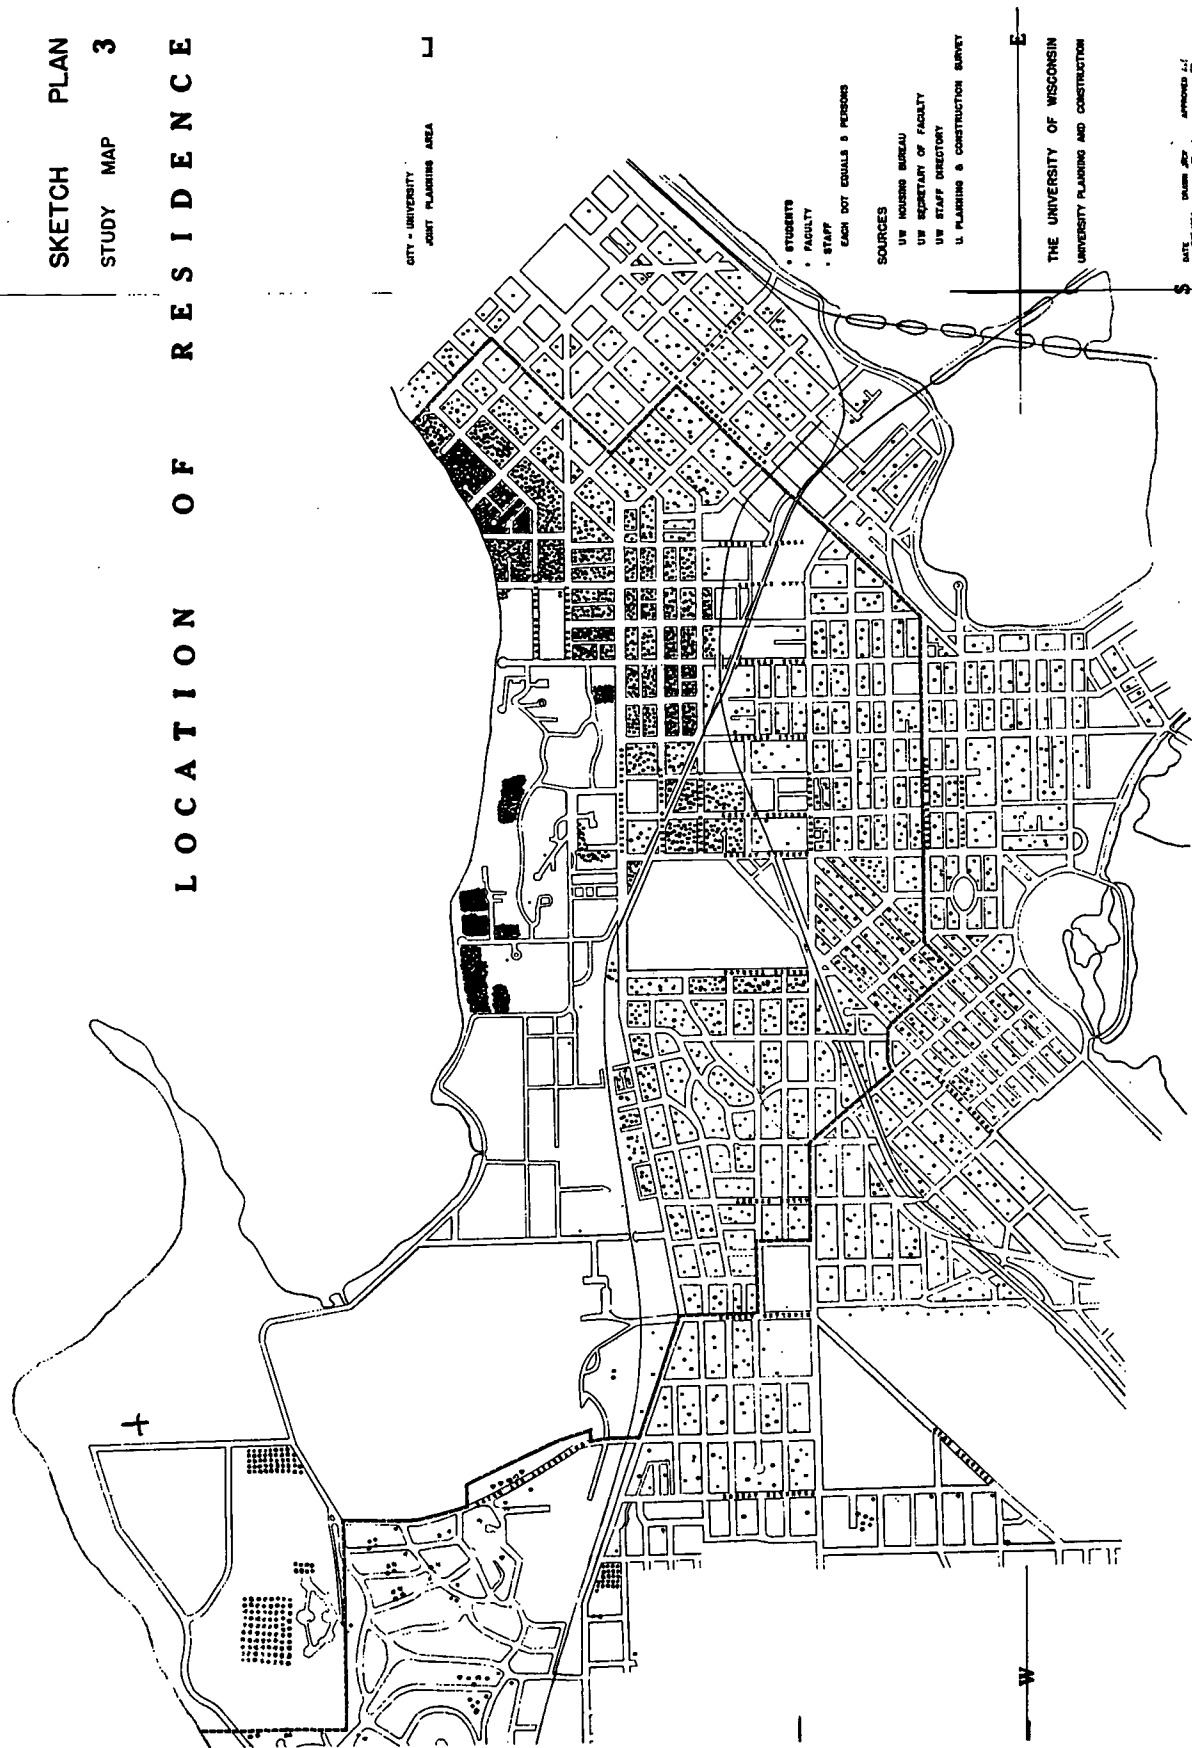 SKETCH PLAN
STUDY MAP 3
LOCATION OF RESIDENCE
CITY - UNIVERSITY
JOINT PLANNING AREA
• STUDENTS
• FACULTY
• STAFF
EACH DOT EQUALS 5 PERSONS
SOURCES
UW HOUSING BUREAU
UW SECRETARY OF FACULTY
UW STAFF DIRECTORY
U. PLANNING & CONSTRUCTION SURVEY
E
THE UNIVERSITY OF WISCONSIN
UNIVERSITY PLANNING AND CONSTRUCTION
DATE DRAWN APPROVED
S
W